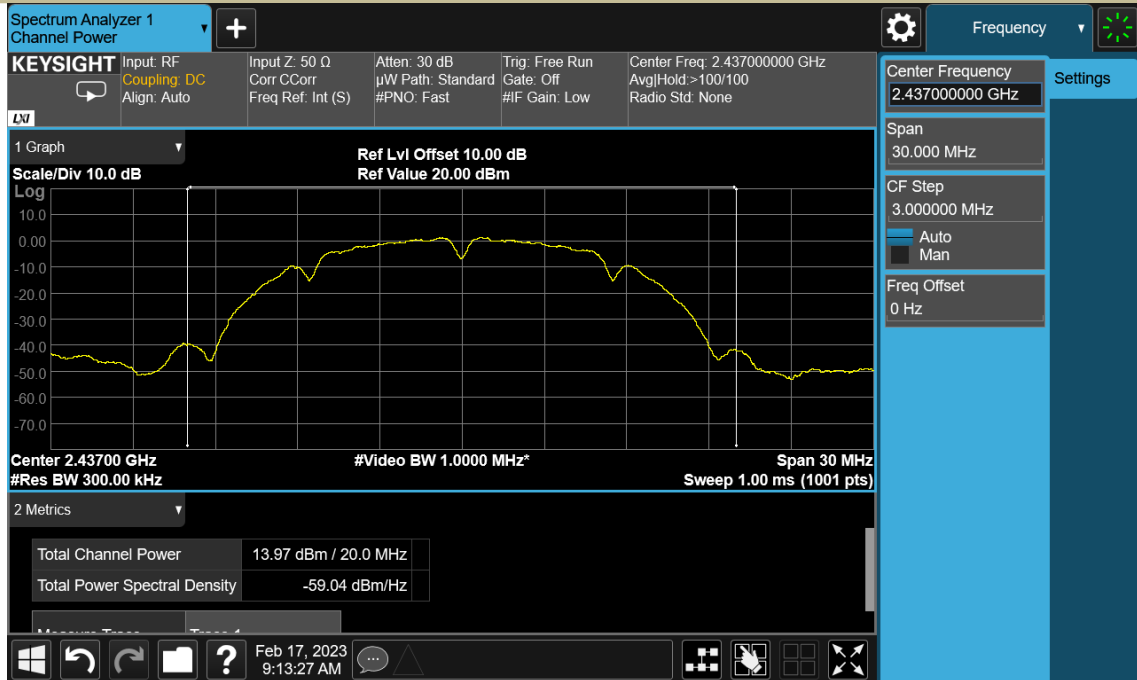 Spectrum Analyzer 1
Channel Power
+
Frequency
KEYSIGHT
LXI
Input: RF
Coupling: DC
Align: Auto
Input Z: 50 Ω
Corr CCorr
Freq Ref: Int (S)
Atten: 30 dB
µW Path: Standard
#PNO: Fast
Trig: Free Run
Gate: Off
#IF Gain: Low
Center Freq: 2.437000000 GHz
Avg|Hold:>100/100
Radio Std: None
Center Frequency
2.437000000 GHz
Settings
Span
30.000 MHz
CF Step
3.000000 MHz
Auto
Man
Freq Offset
0 Hz
1 Graph
Scale/Div 10.0 dB
Ref Lvl Offset 10.00 dB
Ref Value 20.00 dBm
Log
10.0
0.00
-10.0
-20.0
-30.0
-40.0
-50.0
-60.0
-70.0
Center 2.43700 GHz
#Video BW 1.0000 MHz*
Span 30 MHz
#Res BW 300.00 kHz
Sweep 1.00 ms (1001 pts)
2 Metrics
Total Channel Power 13.97 dBm / 20.0 MHz
Total Power Spectral Density -59.04 dBm/Hz
?
Feb 17, 2023
9:13:27 AM